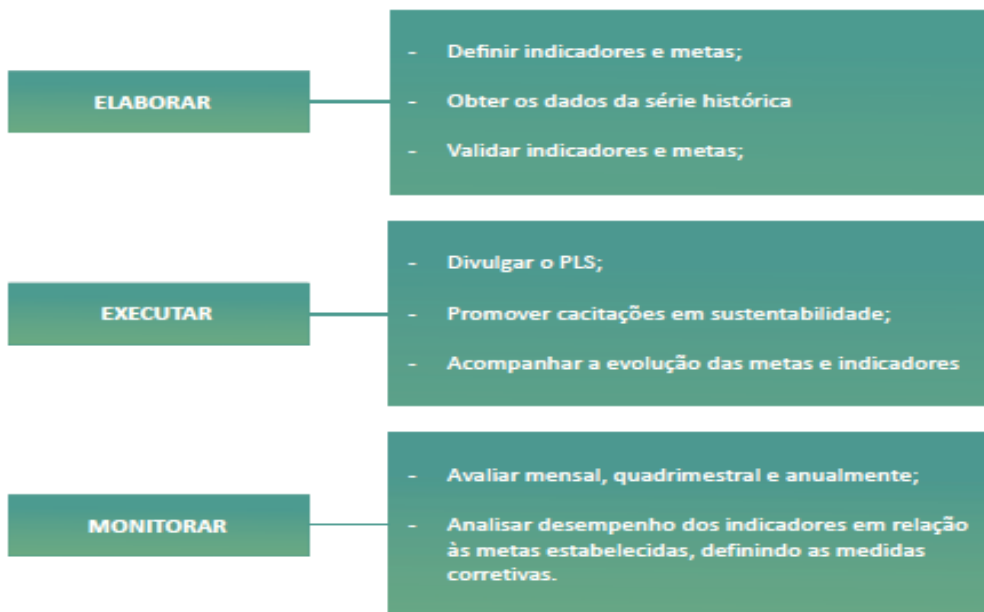 ELABORAR
- Definir indicadores e metas;
- Obter os dados da série histórica
- Validar indicadores e metas;
EXECUTAR
- Divulgar o PLS;
- Promover cacitações em sustentabilidade;
- Acompanhar a evolução das metas e indicadores
MONITORAR
- Avaliar mensal, quadrimestral e anualmente;
- Analisar desempenho dos indicadores em relação
às metas estabelecidas, definindo as medidas
corretivas.